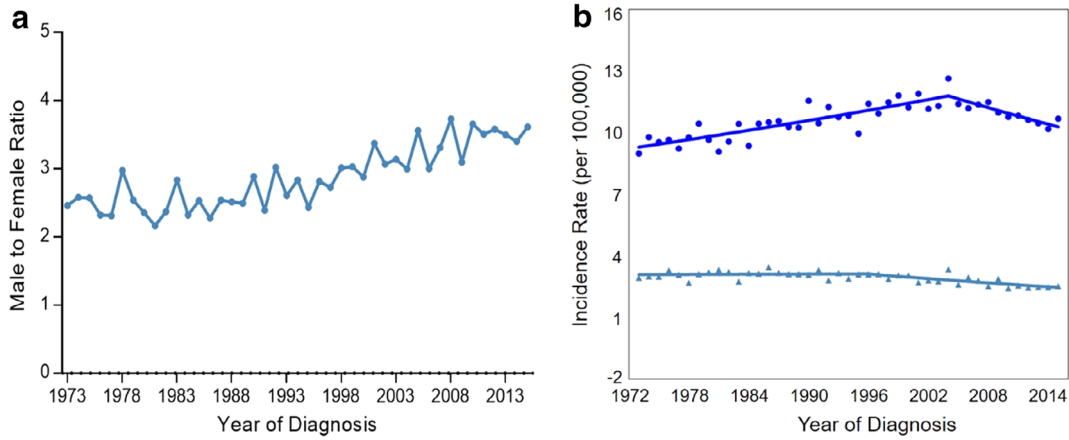 a
5
4
3
2
1
0
Male to Female Ratio
1973 1978 1983 1988 1993 1998 2003 2008 2013
Year of Diagnosis
b
16
13
10
7
4
1
-2
Incidence Rate (per 100,000)
1972 1978 1984 1990 1996 2002 2008 2014
Year of Diagnosis